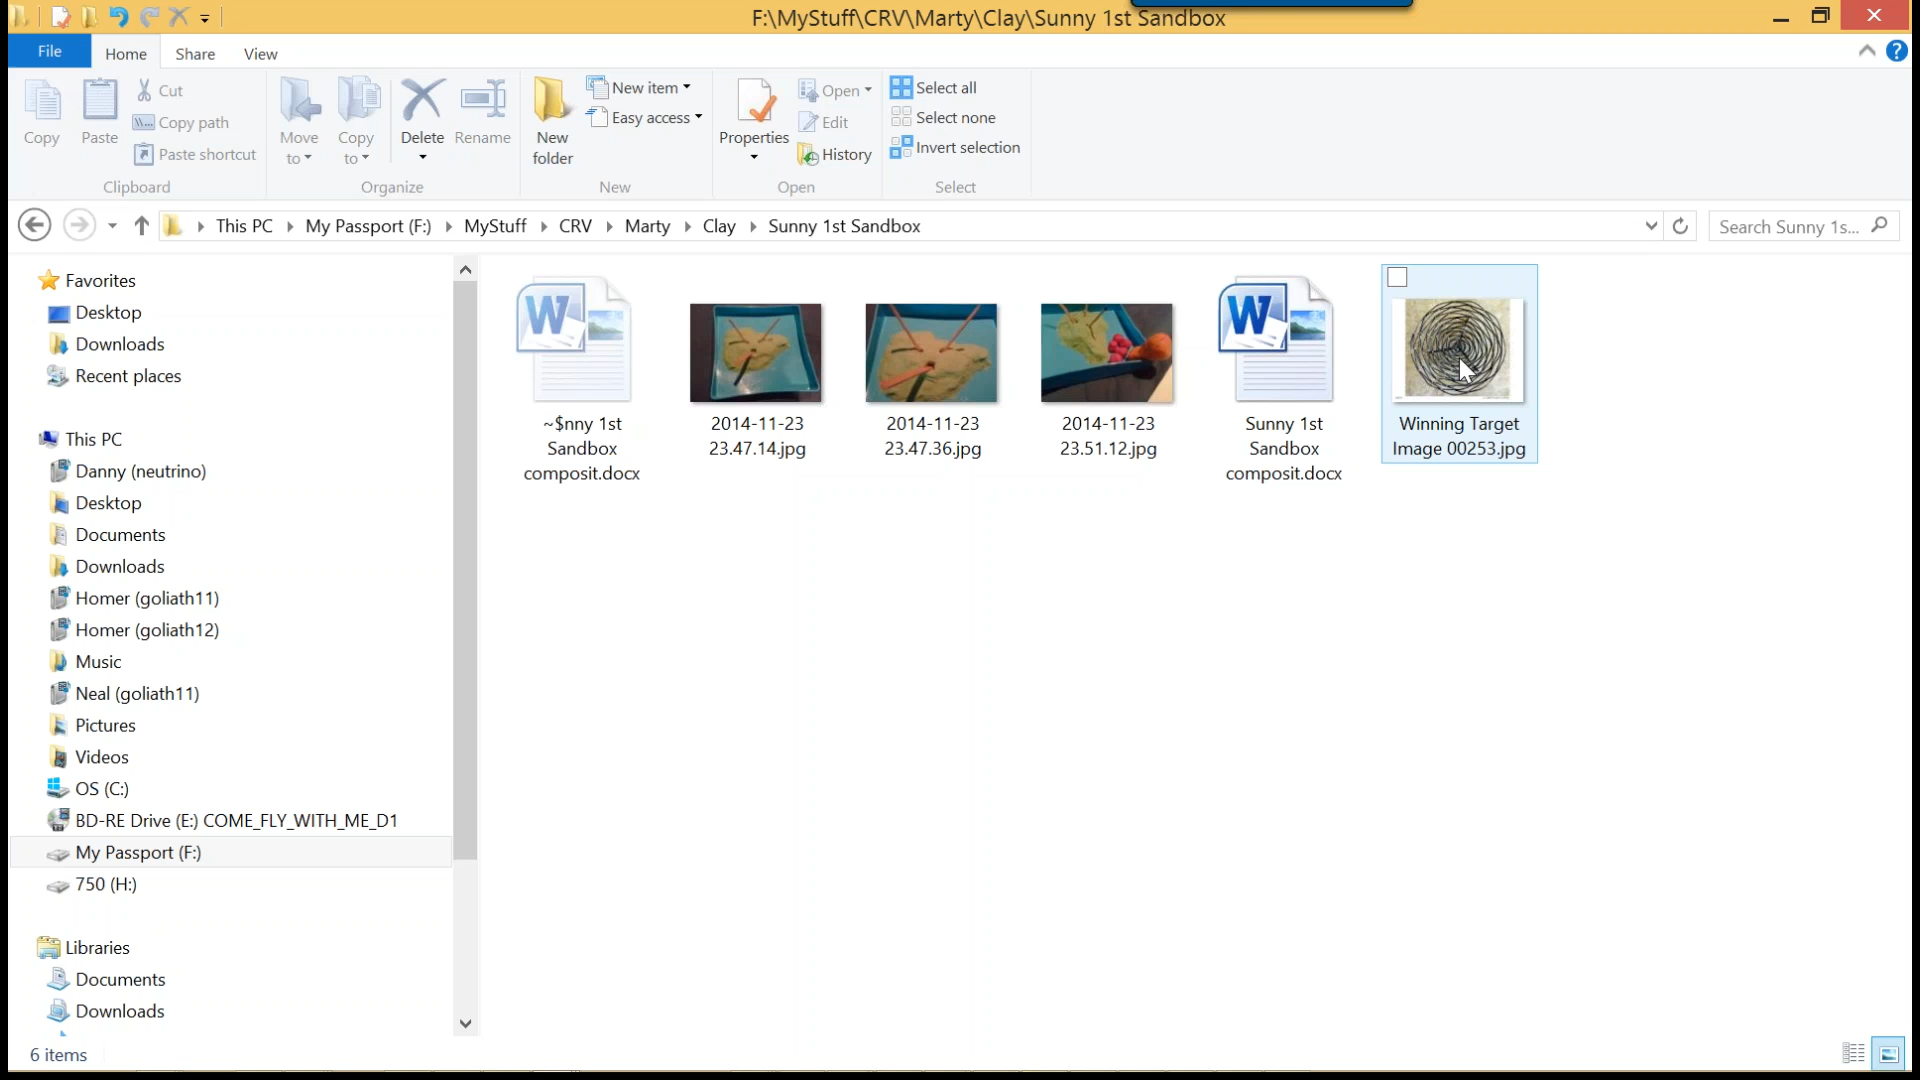 F:\MyStuff\CRV\Marty\Clay\Sunny 1st Sandbox
File Home Share View
Copy
Paste
Cut
Copy path
Paste shortcut
Clipboard
Move to
Copy to
Delete
Rename
Organize
New folder
New item
Easy access
New
Properties
Open
Edit
History
Open
Select all
Select none
Invert selection
Select
This PC My Passport (F:) MyStuff CRV Marty Clay Sunny 1st Sandbox
Search Sunny 1s...
Favorites
Desktop
Downloads
Recent places
This PC
Danny (neutrino)
Desktop
Documents
Downloads
Homer (goliath11)
Homer (goliath12)
Music
Neal (goliath11)
Pictures
Videos
OS (C:)
BD-RE Drive (E:) COME_FLY_WITH_ME_D1
My Passport (F:)
750 (H:)
Libraries
Documents
Downloads
~$nny 1st
Sandbox
composit.docx
2014-11-23
23.47.14.jpg
2014-11-23
23.47.36.jpg
2014-11-23
23.51.12.jpg
Sunny 1st
Sandbox
composit.docx
Winning Target
Image 00253.jpg
6 items